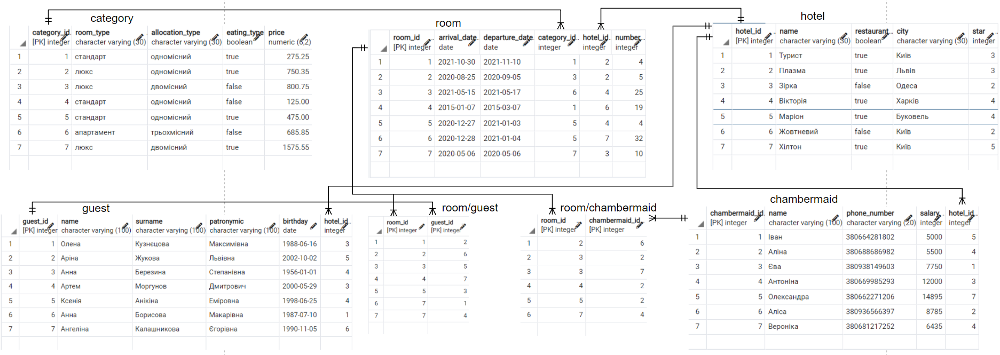 category
category_id [PK] integer room_type character varying (30) allocation_type character varying (30) eating_type boolean price numeric (6,2)
1 1 стандарт одномісний true 275.25
2 2 люкс одномісний true 750.35
3 3 люкс двомісний false 800.75
4 4 стандарт одномісний false 125.00
5 5 стандарт одномісний true 475.00
6 6 апартамент трьохмісний false 685.85
7 7 люкс двомісний true 1575.55
room
room_id [PK] integer arrival_date date departure_date date category_id integer hotel_id integer number integer
1 1 2021-10-30 2021-11-10 1 2 4
2 2 2020-08-25 2020-09-05 3 2 5
3 3 2021-05-15 2021-05-17 6 4 25
4 4 2015-01-07 2015-03-07 1 6 19
5 5 2020-12-27 2021-01-03 5 4 4
6 6 2020-12-28 2021-01-04 5 7 32
7 7 2020-05-06 2020-05-06 7 3 10
hotel
hotel_id [PK] integer name character varying (30) restaurant boolean city character varying (30) star integer
1 1 Турист true Київ 3
2 2 Плазма true Львів 3
3 3 Зірка false Одеса 2
4 4 Вікторія true Харків 4
5 5 Маріон true Буковель 4
6 6 Жовтневий false Київ 2
7 7 Хілтон true Київ 5
guest
guest_id [PK] integer name character varying (100) surname character varying (100) patronymic character varying (100) birthday date hotel_id integer
1 1 Олена Кузнєцова Максимівна 1988-06-16 3
2 2 Аріна Жукова Львівна 2002-10-02 5
3 3 Анна Березина Степанівна 1956-01-01 4
4 4 Артем Моргунов Дмитрович 2000-05-29 3
5 5 Ксенія Анікіна Еміровна 1998-06-25 4
6 6 Анна Борисова Макарівна 1987-07-10 1
7 7 Ангеліна Калашникова Єгорівна 1990-11-05 6
room/guest
room_id [PK] integer guest_id [PK] integer
1 1 2
2 2 6
3 3 5
4 4 7
5 5 3
6 7 1
7 7 4
room/chambermaid
room_id [PK] integer chambermaid_id [PK] integer
1 2 6
2 3 2
3 3 7
4 4 2
5 5 2
6 7 4
chambermaid
chambermaid_id [PK] integer name character varying (100) phone_number character varying (20) salary integer hotel_id integer
1 1 Іван 380664281802 5000 5
2 2 Аліна 380688686982 5500 4
3 3 Єва 380938149603 7750 1
4 4 Антоніна 380669985293 12000 3
5 5 Олександра 380662271206 14895 7
6 6 Аліса 380936566397 8785 2
7 7 Вероніка 380681217252 6435 4